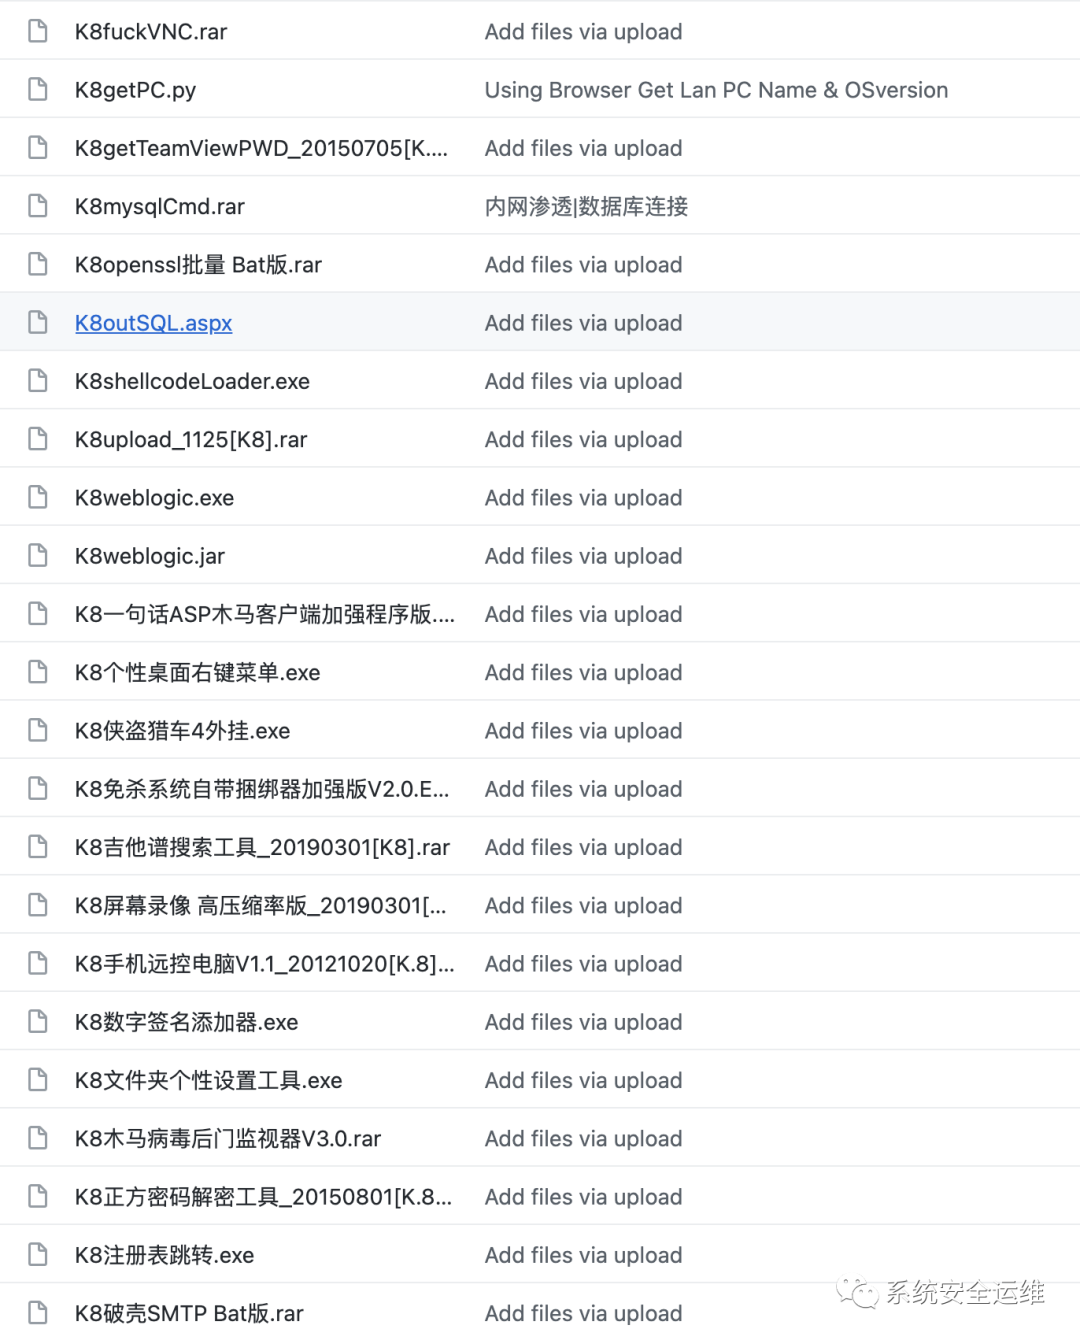 K8fuckVNC.rar Add files via upload
K8getPC.py Using Browser Get Lan PC Name & OSversion
K8getTeamViewPWD_20150705[K.... Add files via upload
K8mysqlCmd.rar 内网渗透|数据库连接
K8openssl批量 Bat版.rar Add files via upload
K8outSQL.aspx Add files via upload
K8shellcodeLoader.exe Add files via upload
K8upload_1125[K8].rar Add files via upload
K8weblogic.exe Add files via upload
K8weblogic.jar Add files via upload
K8一句话ASP木马客户端加强程序版.... Add files via upload
K8个性桌面右键菜单.exe Add files via upload
K8侠盗猎车4外挂.exe Add files via upload
K8免杀系统自带捆绑器加强版V2.0.E... Add files via upload
K8吉他谱搜索工具_20190301[K8].rar Add files via upload
K8屏幕录像 高压缩率版_20190301[... Add files via upload
K8手机远控电脑V1.1_20121020[K.8]... Add files via upload
K8数字签名添加器.exe Add files via upload
K8文件夹个性设置工具.exe Add files via upload
K8木马病毒后门监视器V3.0.rar Add files via upload
K8正方密码解密工具_20150801[K.8... Add files via upload
K8注册表跳转.exe Add files via upload
K8破壳SMTP Bat版.rar Add files via upload
系统安全运维